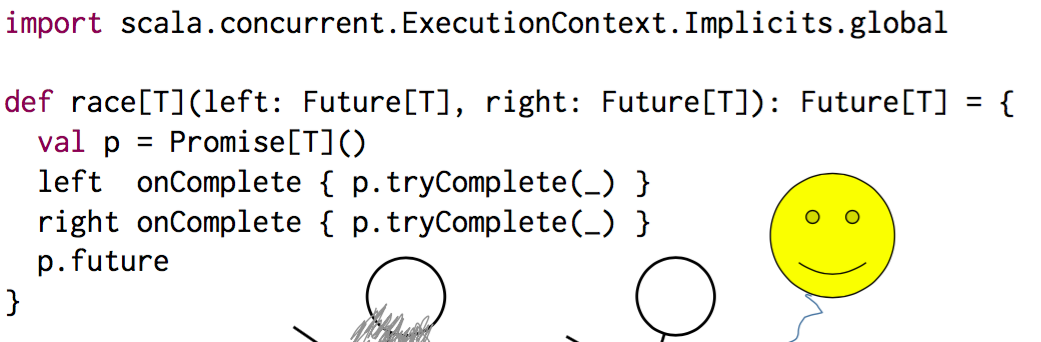 import scala.concurrent.ExecutionContext.Implicits.global
def race[T](left: Future[T], right: Future[T]): Future[T] = {
val p = Promise[T]()
left onComplete { p.tryComplete(_) }
right onComplete { p.tryComplete(_) }
p.future
}